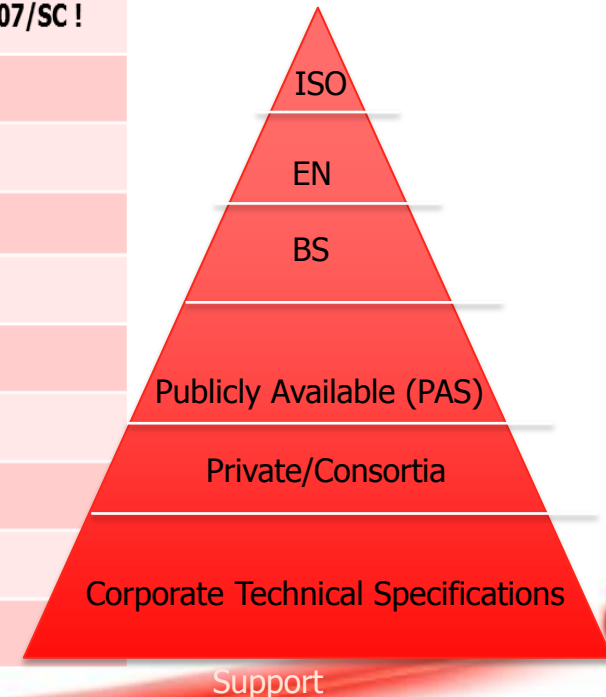 07/SC !
ISO
EN
BS
Publicly Available (PAS)
Private/Consortia
Corporate Technical Specifications
Support